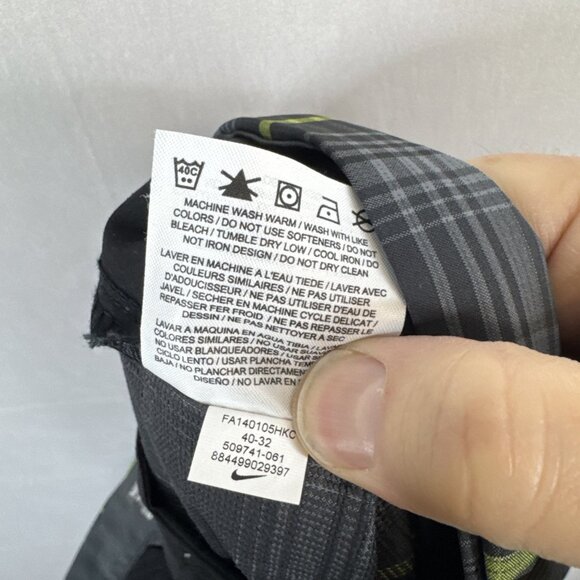 40C
MACHINE WASH WARM / WASH WITH LIKE
COLORS / DO NOT USE SOFTENERS / DO NOT
BLEACH / TUMBLE DRY LOW / COOL IRON / DO
NOT IRON DESIGN / DO NOT DRY CLEAN
LAVER EN MACHINE A L'EAU TIEDE / LAVER AVEC
COULEURS SIMILAIRES / NE PAS UTILISER
D'ADOUCISSEUR / NE PAS UTILISER D'EAU DE
JAVEL / SECHER EN MACHINE CYCLE DELICAT /
REPASSER FER FROID / NE PAS REPASSER LE
DESSIN / NE PAS NETTOYER A SEC
LAVAR A MAQUINA EN AGUA TIBIA /
COLORES SIMILARES / NO USAR
NO USAR BLANQUEADORES / USAR
CICLO LENTO / USAR PLANCHA
BAJA / NO PLANCHAR DIRECTAMENTE
DISEÑO / NO LAVAR EN
FA140105HKC
40-32
509741-061
884499029397